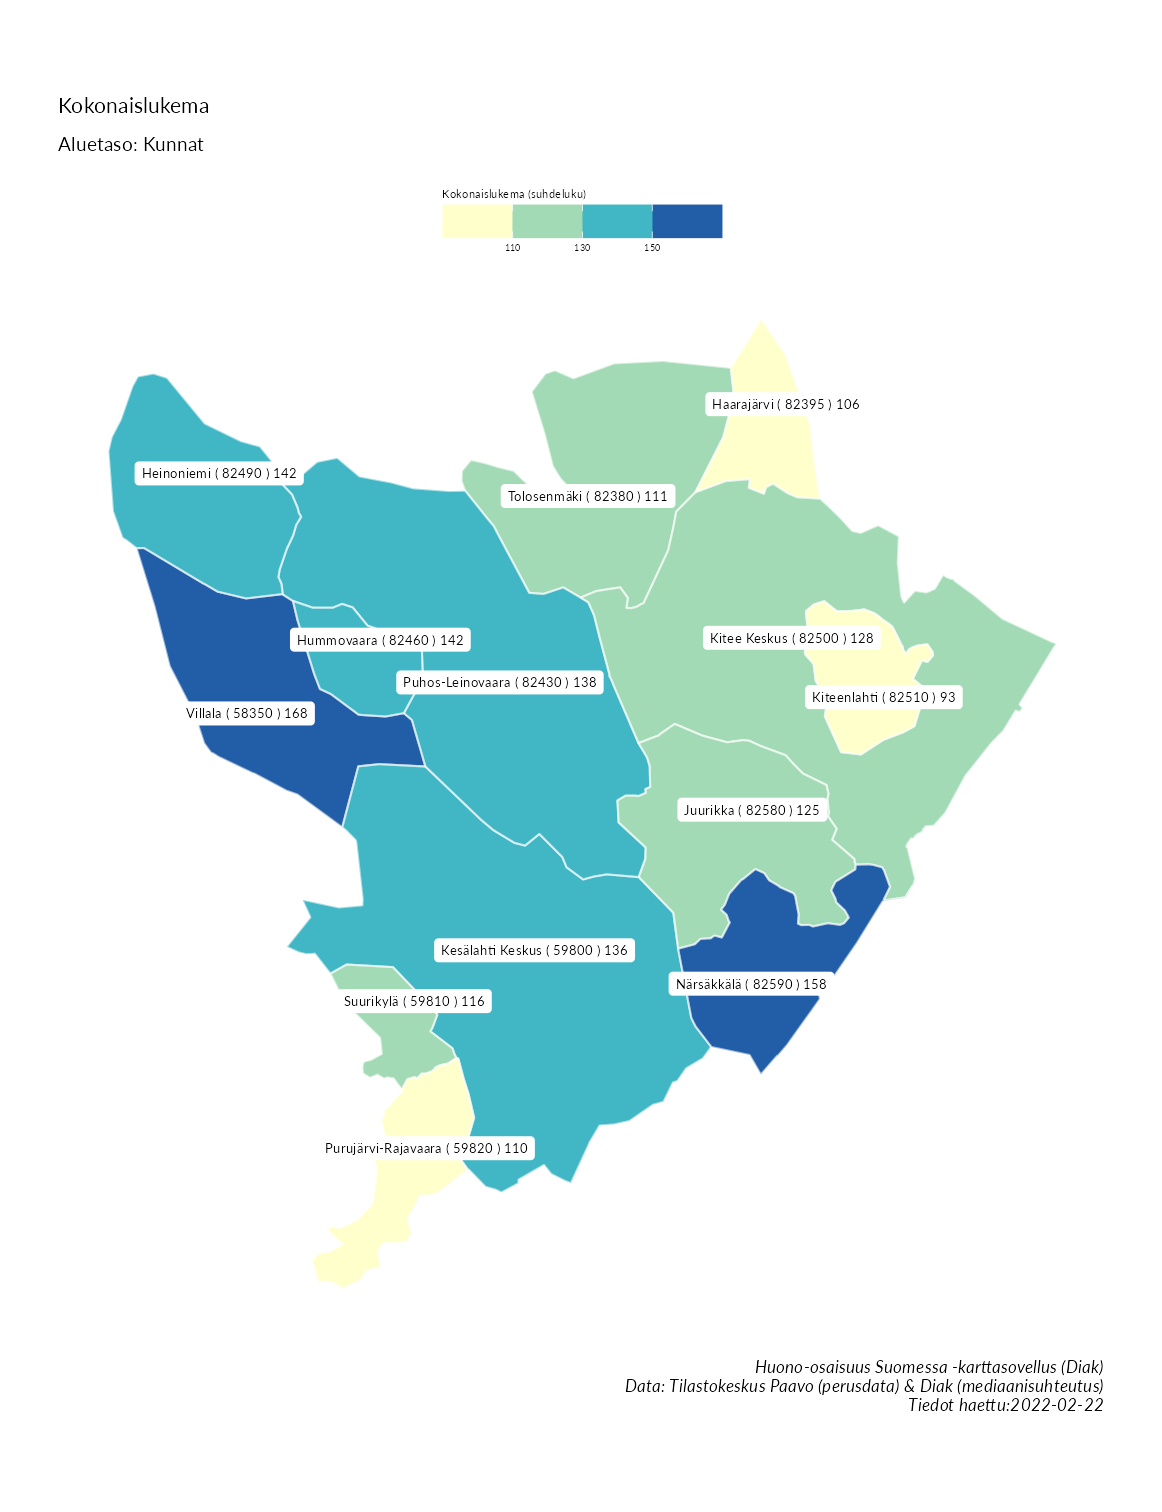 Kokonaislukema
Aluetaso: Kunnat
Kokonaislukema (suhdeluku)
110 130 150
Haarajärvi ( 82395 ) 106
Heinoniemi ( 82490 ) 142
Tolosenmäki ( 82380 ) 111
Kitee Keskus ( 82500 ) 128
Hummovaara ( 82460 ) 142
Puhos-Leinovaara ( 82430 ) 138
Kiteenlahti ( 82510 ) 93
Villala ( 58350 ) 168
Juurikka ( 82580 ) 125
Kesälahti Keskus ( 59800 ) 136
Närsäkkälä ( 82590 ) 158
Suurikylä ( 59810 ) 116
Purujärvi-Rajavaara ( 59820 ) 110
Huono-osaisuus Suomessa -karttasovellus (Diak)
Data: Tilastokeskus Paavo (perusdata) & Diak (mediaanisuhteutus)
Tiedot haettu:2022-02-22